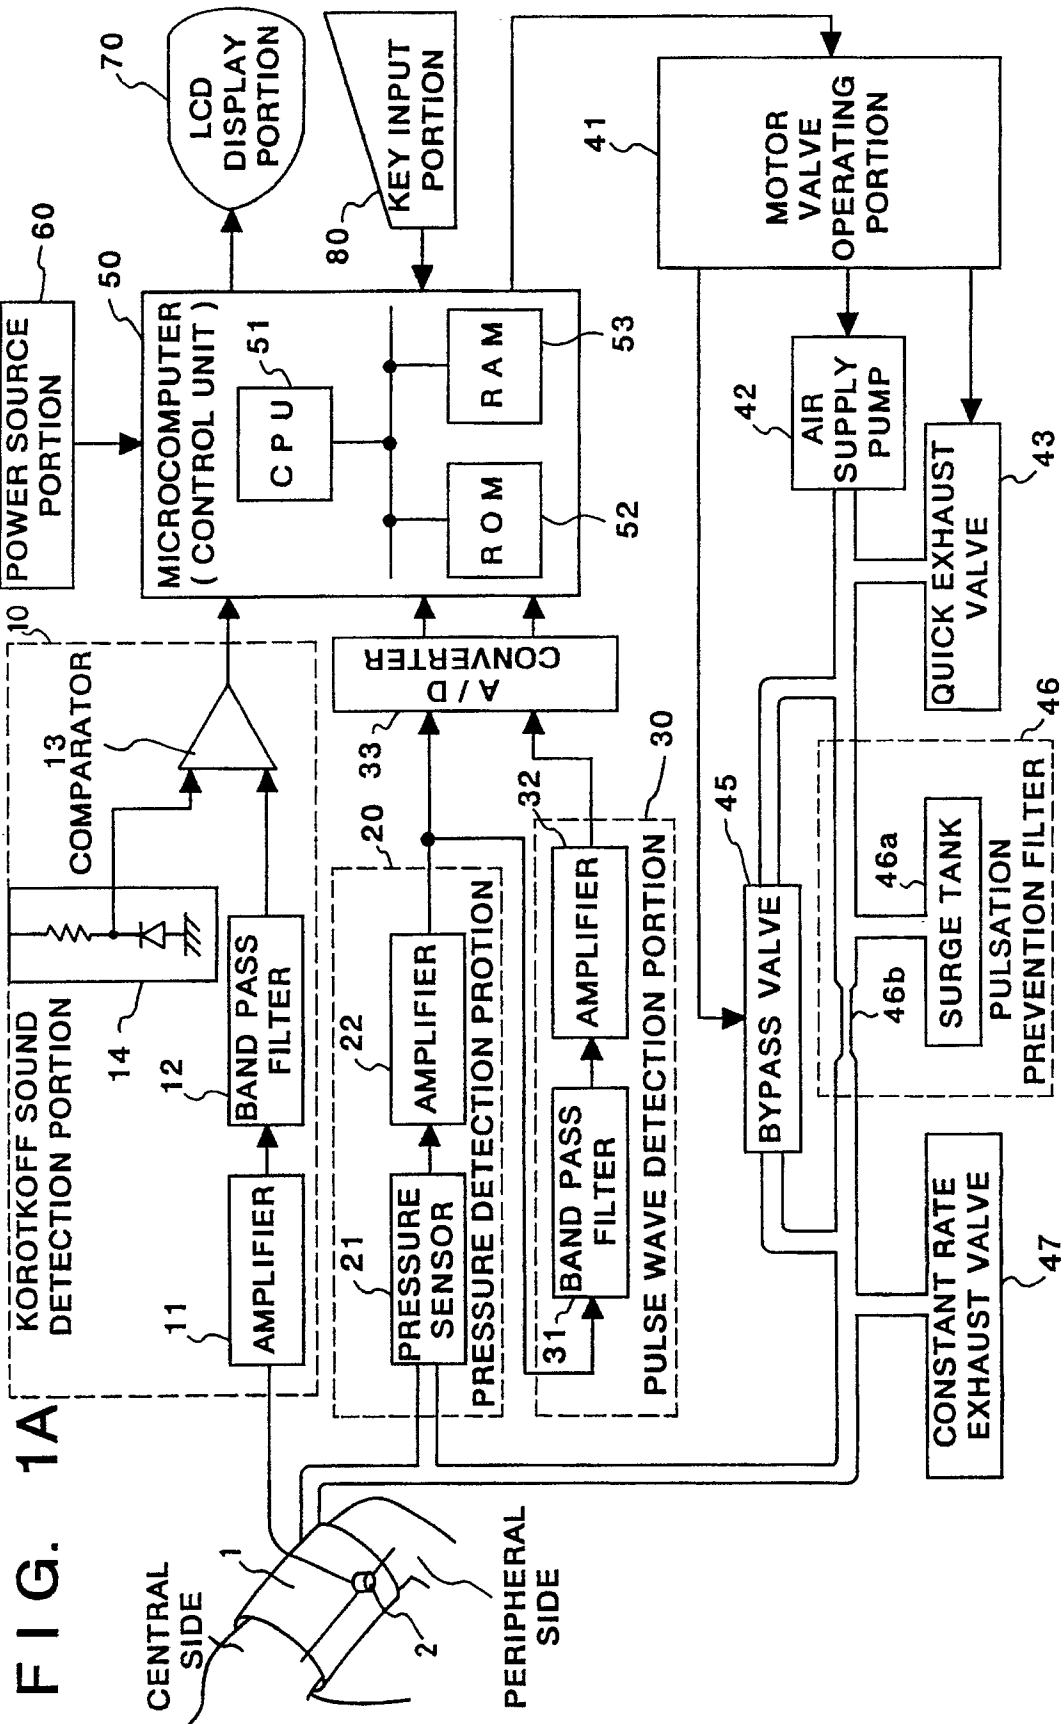 FIG. 1A
KOROTKOFF SOUND
DETECTION PORTION
10
11
AMPLIFIER
12
BAND PASS
FILTER
14
13
COMPARATOR
POWER SOURCE
PORTION
60
50
MICROCOMPUTER
( CONTROL UNIT )
51
CPU
52
ROM
53
RAM
70
LCD
DISPLAY
PORTION
80
KEY INPUT
PORTION
CENTRAL
SIDE
1
2
PERIPHERAL
SIDE
20
21
PRESSURE
SENSOR
22
AMPLIFIER
PRESSURE DETECTION PROTION
33
A/D
CONVERTER
30
31
BAND PASS
FILTER
32
AMPLIFIER
PULSE WAVE DETECTION PORTION
41
MOTOR
VALVE
OPERATING
PORTION
42
AIR
SUPPLY
PUMP
43
QUICK EXHAUST
VALVE
45
BYPASS VALVE
46
46a
SURGE TANK
46b
PULSATION
PREVENTION FILTER
CONSTANT RATE
EXHAUST VALVE
47